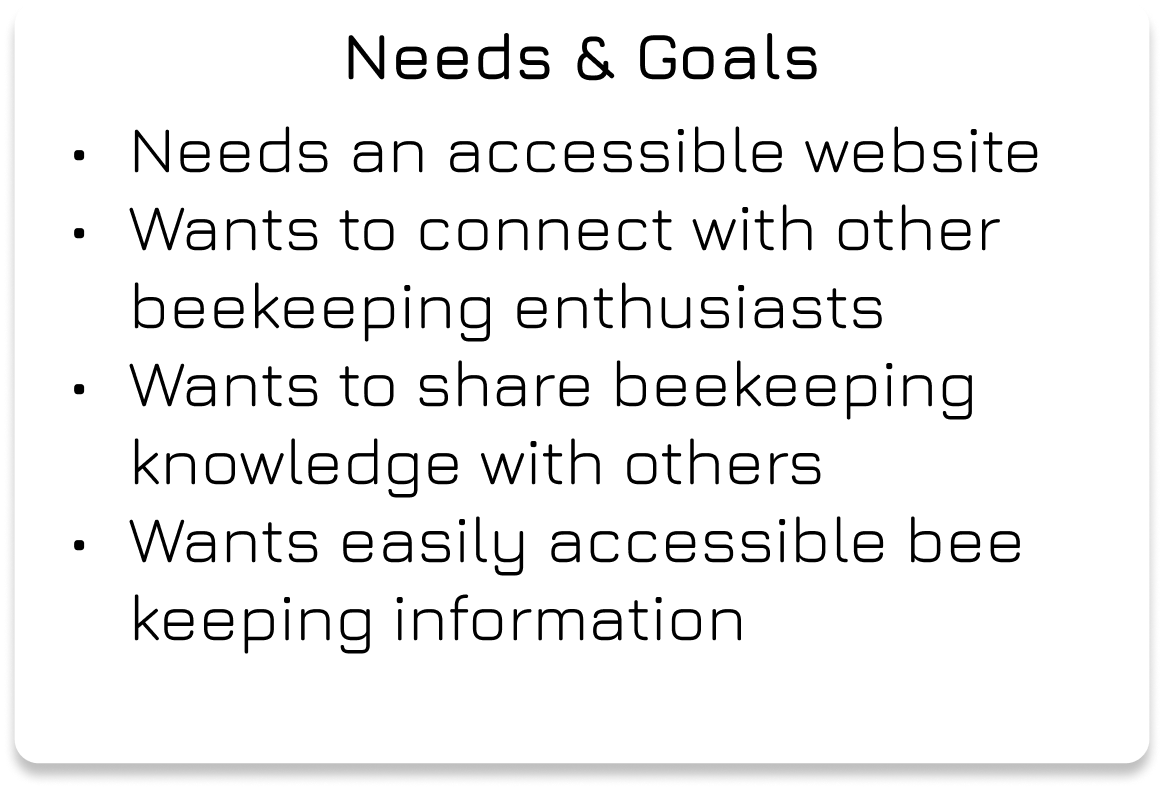 Needs & Goals
• Needs an accessible website
• Wants to connect with other
beekeeping enthusiasts
• Wants to share beekeeping
knowledge with others
• Wants easily accessible bee
keeping information